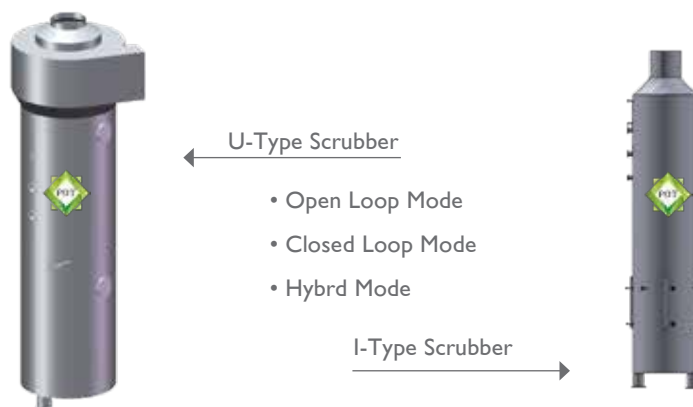 U-Type Scrubber
• Open Loop Mode
• Closed Loop Mode
• Hybrd Mode
I-Type Scrubber